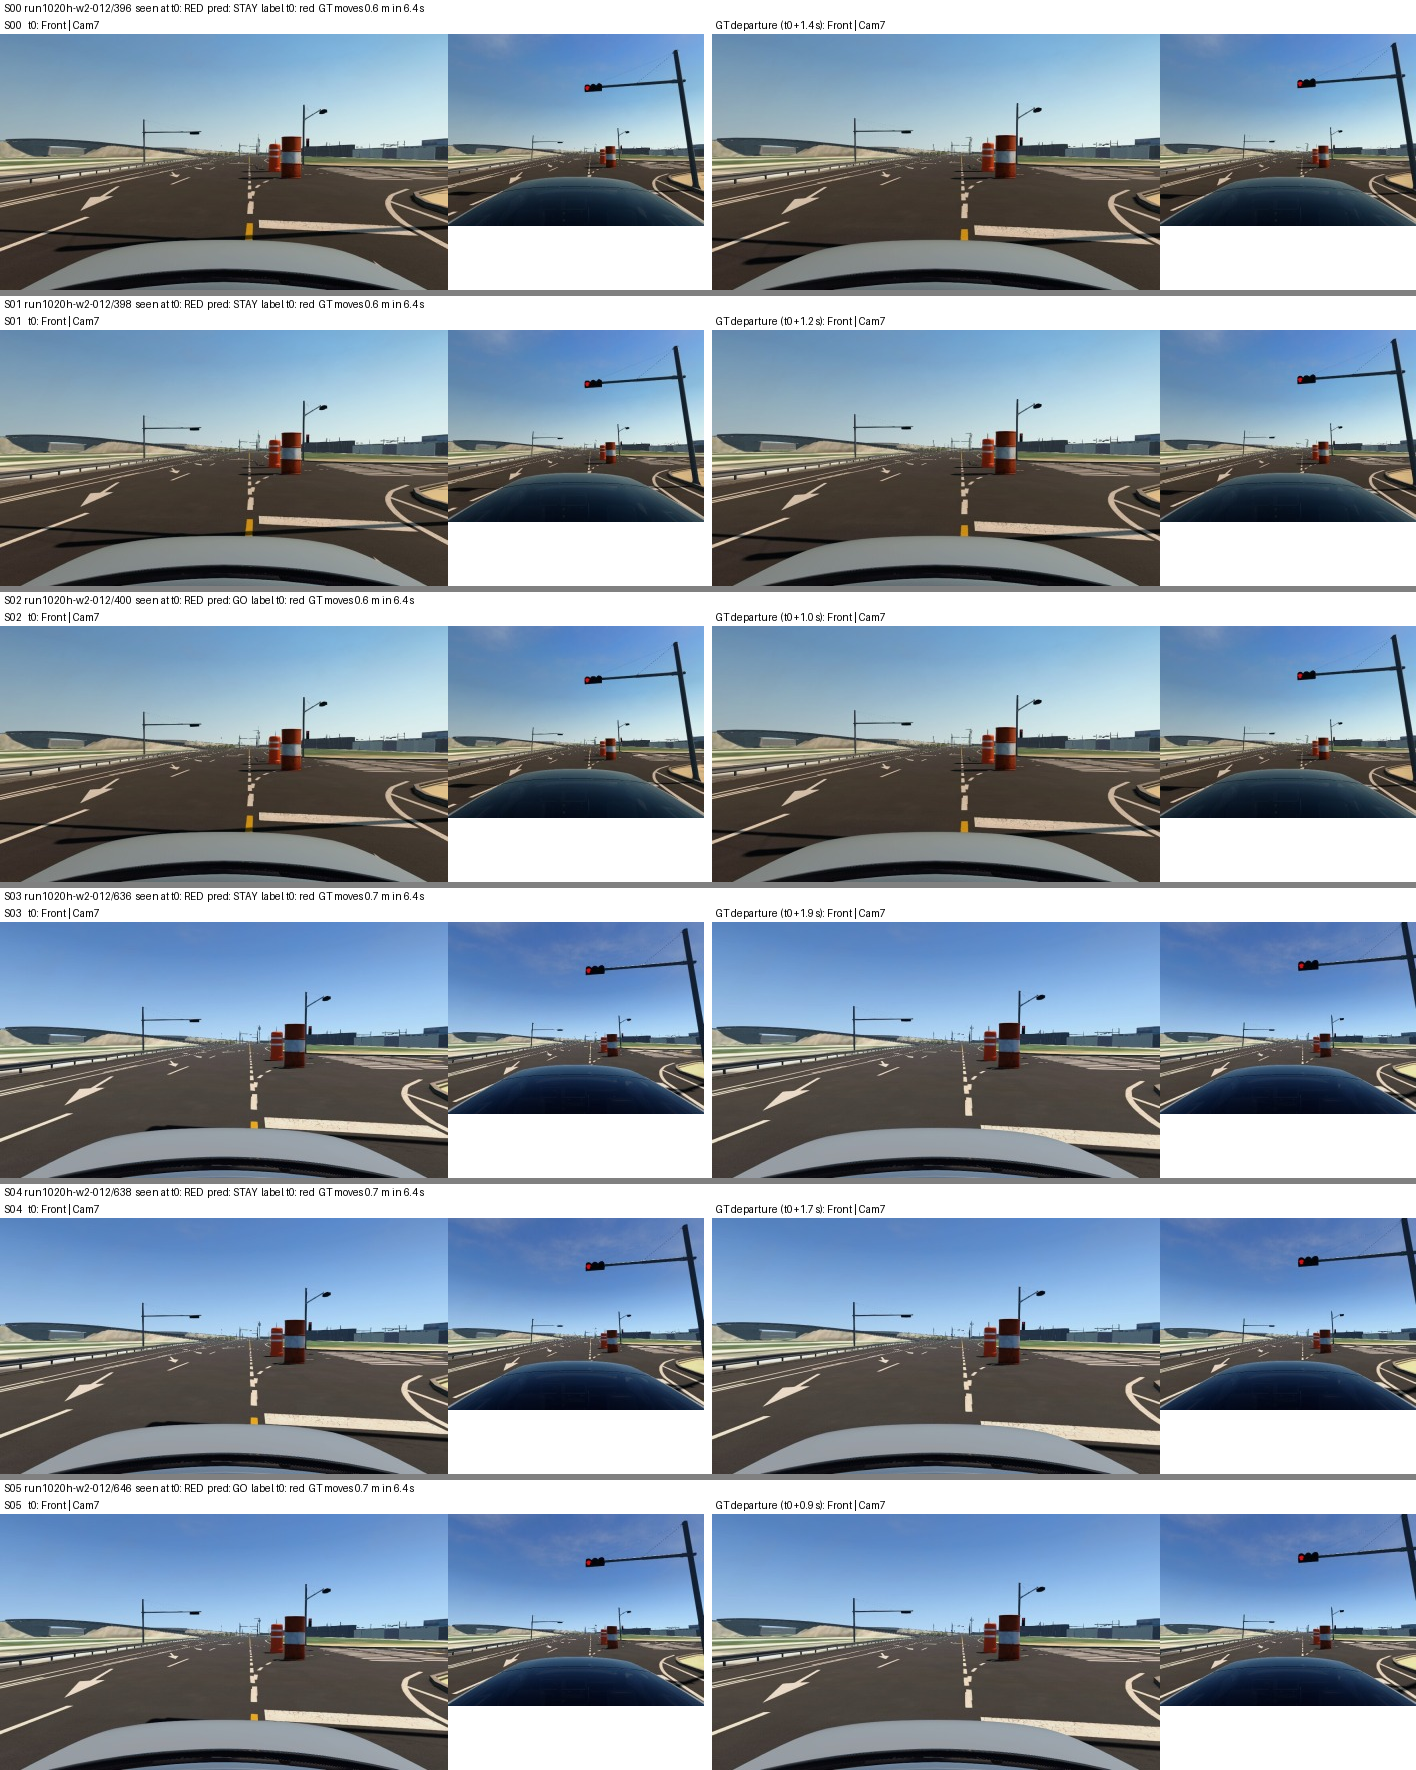 S00 run1020h-w2-012/396 seen at t0: RED pred: STAY label t0: red GT moves 0.6 m in 6.4 s
S00 t0: Front | Cam7 GT departure (t0+1.4 s): Front | Cam7
S01 run1020h-w2-012/398 seen at t0: RED pred: STAY label t0: red GT moves 0.6 m in 6.4 s
S01 t0: Front | Cam7 GT departure (t0+1.2 s): Front | Cam7
S02 run1020h-w2-012/400 seen at t0: RED pred: GO label t0: red GT moves 0.6 m in 6.4 s
S02 t0: Front | Cam7 GT departure (t0+1.0 s): Front | Cam7
S03 run1020h-w2-012/636 seen at t0: RED pred: STAY label t0: red GT moves 0.7 m in 6.4 s
S03 t0: Front | Cam7 GT departure (t0+1.9 s): Front | Cam7
S04 run1020h-w2-012/638 seen at t0: RED pred: STAY label t0: red GT moves 0.7 m in 6.4 s
S04 t0: Front | Cam7 GT departure (t0+1.7 s): Front | Cam7
S05 run1020h-w2-012/646 seen at t0: RED pred: GO label t0: red GT moves 0.7 m in 6.4 s
S05 t0: Front | Cam7 GT departure (t0+0.9 s): Front | Cam7